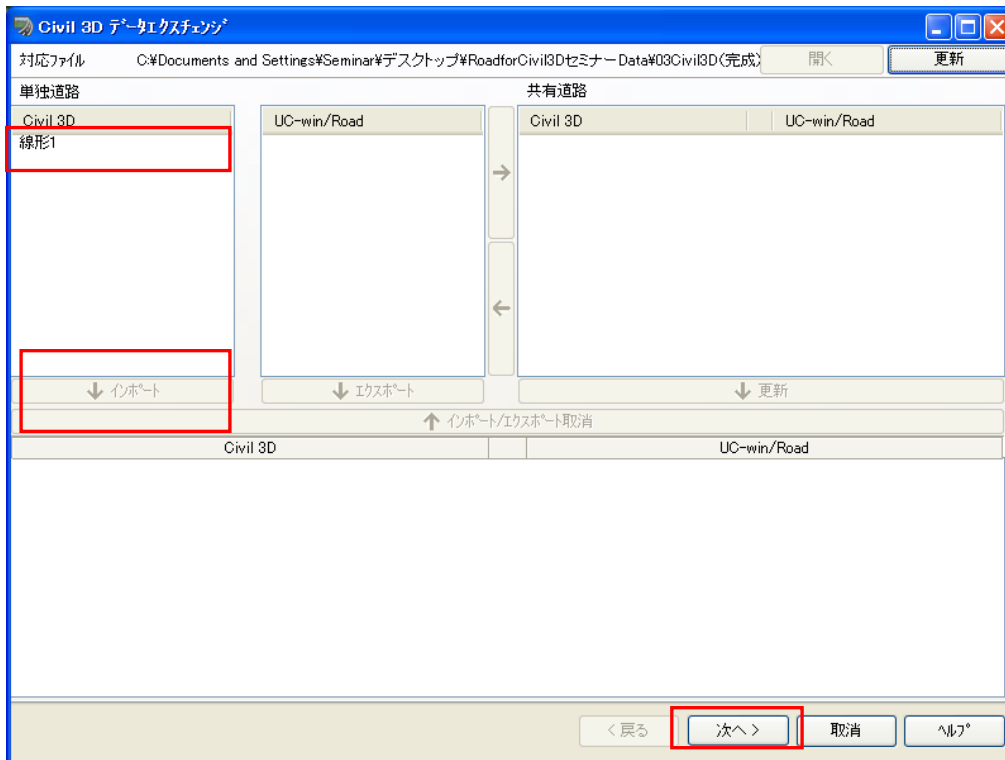 Civil 3D ﾃﾞｰﾀｴｸｽﾁｪﾝｼﾞ
対応ﾌｧｲﾙ C:¥Documents and Settings¥Seminar¥デスクトップ¥RoadforCivil3Dセミナー Data¥03Civil3D(完成) 開く 更新
単独道路 共有道路
Civil 3D UC-win/Road Civil 3D UC-win/Road
線形1
→
←
↓ ｲﾝﾎﾟｰﾄ ↓ ｴｸｽﾎﾟｰﾄ ↓ 更新
↑ ｲﾝﾎﾟｰﾄ/ｴｸｽﾎﾟｰﾄ取消
Civil 3D UC-win/Road
< 戻る 次へ > 取消 ﾍﾙﾌﾟ